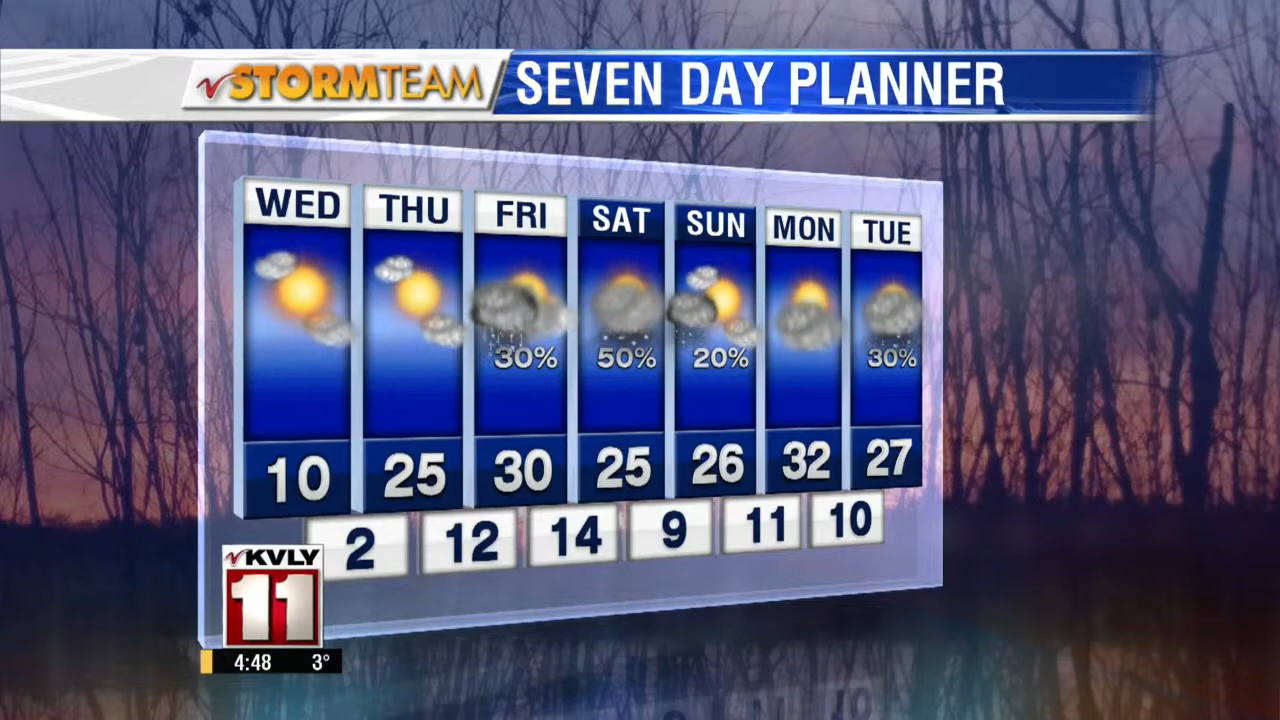 STORMTEAM SEVEN DAY PLANNER
WED THU FRI SAT SUN MON TUE
30% 50% 20% 30%
10 25 30 25 26 32 27
2 12 14 9 11 10
KVLY
11
4:48 3°